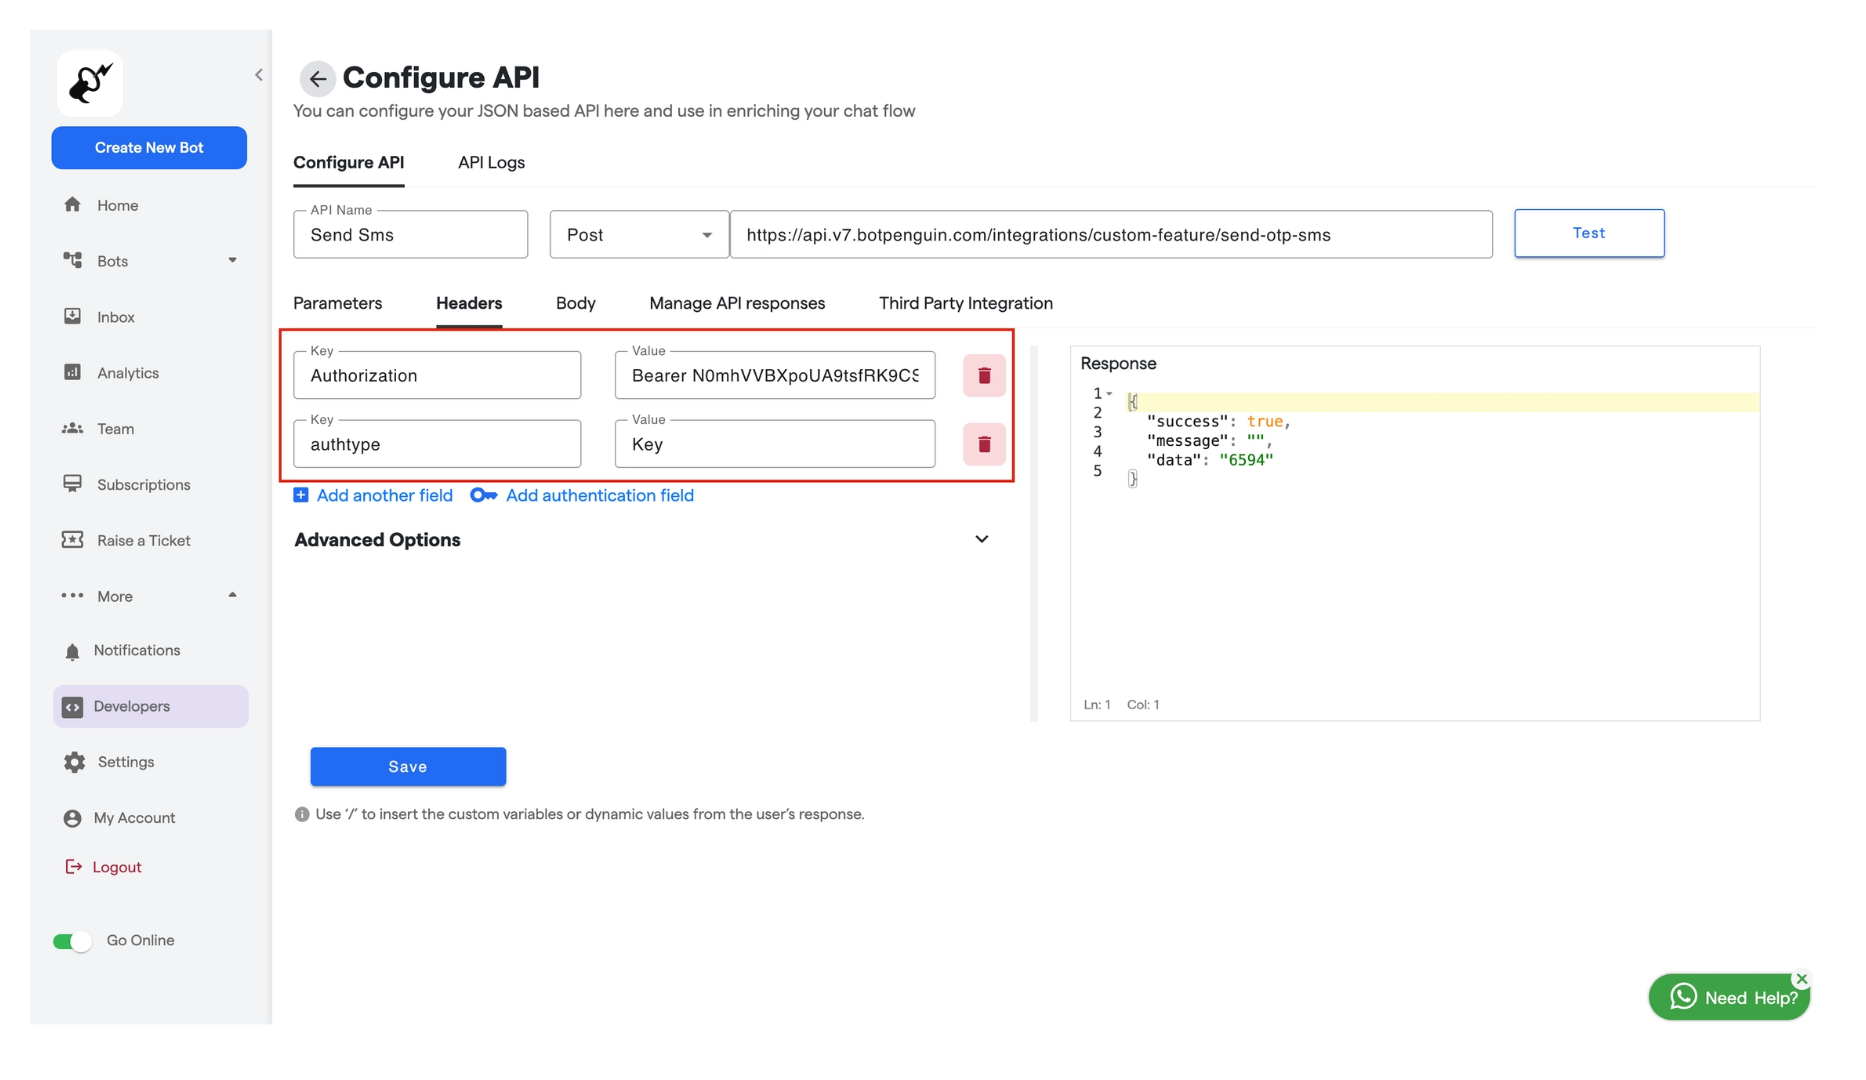 Configure API
You can configure your JSON based API here and use in enriching your chat flow
Create New Bot
Home
Bots
Inbox
Analytics
Team
Subscriptions
Raise a Ticket
More
Notifications
Developers
Settings
My Account
Logout
Go Online
Configure API
API Logs
API Name
Send Sms
Post
https://api.v7.botpenguin.com/integrations/custom-feature/send-otp-sms
Test
Parameters
Headers
Body
Manage API responses
Third Party Integration
Key
Authorization
Value
Bearer N0mhVVBXpoUA9tsfRK9CS
Key
authtype
Value
Key
Add another field
Add authentication field
Advanced Options
Response
1 {
2 "success": true,
3 "message": "",
4 "data": "6594"
5 }
Ln: 1 Col: 1
Save
Use '/' to insert the custom variables or dynamic values from the user's response.
Need Help?